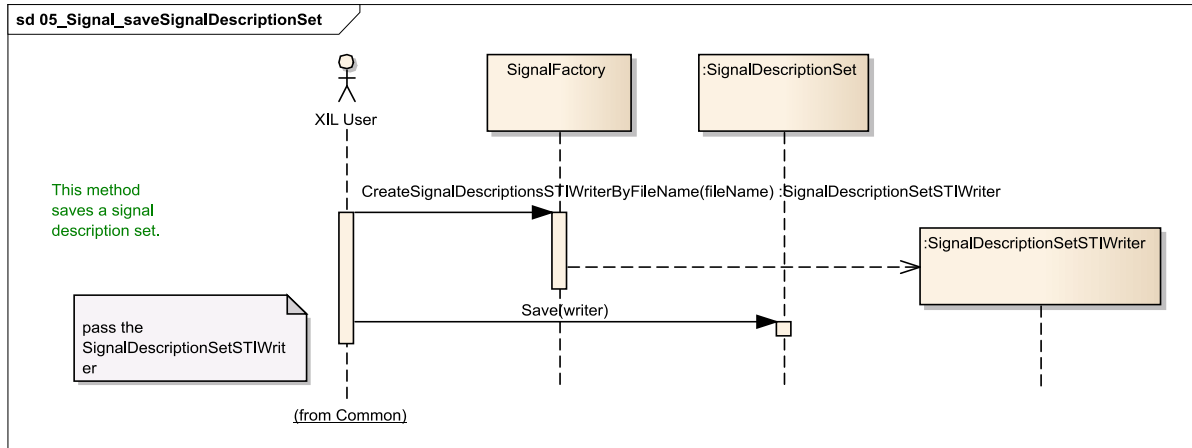 sd 05_Signal_saveSignalDescriptionSet
SignalFactory
:SignalDescriptionSet
XIL User
This method
saves a signal
description set.
CreateSignalDescriptionsSTIWriterByFileName(fileName) :SignalDescriptionSetSTIWriter
:SignalDescriptionSetSTIWriter
Save(writer)
pass the
SignalDescriptionSetSTIWrit
er
(from Common)